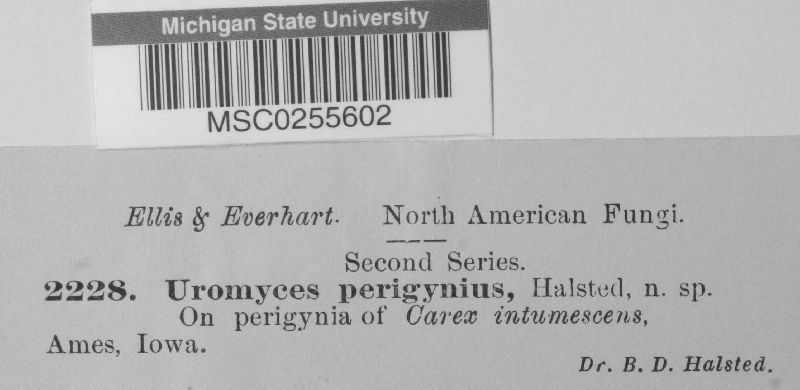 Michigan State University
MSC0255602
Ellis & Everhart. North American Fungi.
Second Series.
2228. Uromyces perigynius, Halsted, n. sp.
On perigynia of Carex intumescens,
Ames, Iowa.
Dr. B. D. Halsted.